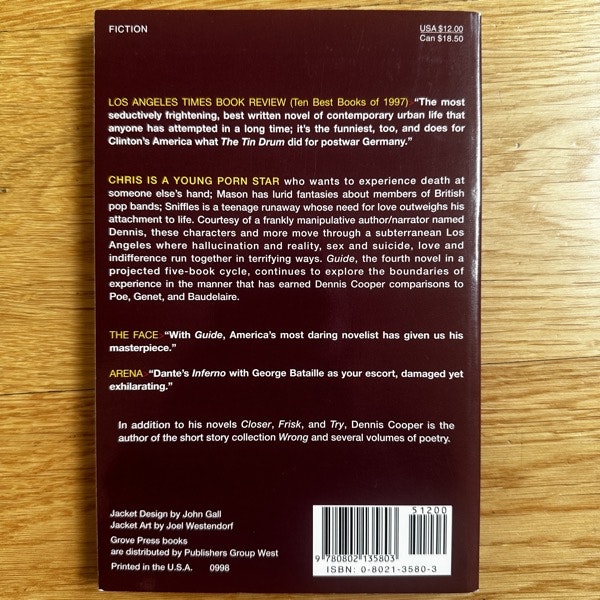 FICTION
USA $12.00
Can $18.50
LOS ANGELES TIMES BOOK REVIEW (Ten Best Books of 1997) “The most
seductively frightening, best written novel of contemporary urban life that
anyone has attempted in a long time; it’s the funniest, too, and does for
Clinton’s America what The Tin Drum did for postwar Germany.”
CHRIS IS A YOUNG PORN STAR who wants to experience death at
someone else’s hand; Mason has lurid fantasies about members of British
pop bands; Sniffles is a teenage runaway whose need for love outweighs his
attachment to life. Courtesy of a frankly manipulative author/narrator named
Dennis, these characters and more move through a subterranean Los
Angeles where hallucination and reality, sex and suicide, love and
indifference run together in terrifying ways. Guide, the fourth novel in a
projected five-book cycle, continues to explore the boundaries of
experience in the manner that has earned Dennis Cooper comparisons to
Poe, Genet, and Baudelaire.
THE FACE “With Guide, America’s most daring novelist has given us his
masterpiece.”
ARENA “Dante’s Inferno with George Bataille as your escort, damaged yet
exhilarating.”
In addition to his novels Closer, Frisk, and Try, Dennis Cooper is the
author of the short story collection Wrong and several volumes of poetry.
Jacket Design by John Gall
Jacket Art by Joel Westendorf
Grove Press books
are distributed by Publishers Group West
Printed in the U.S.A. 0998
51200
9 780802 135803
ISBN: 0-8021-3580-3